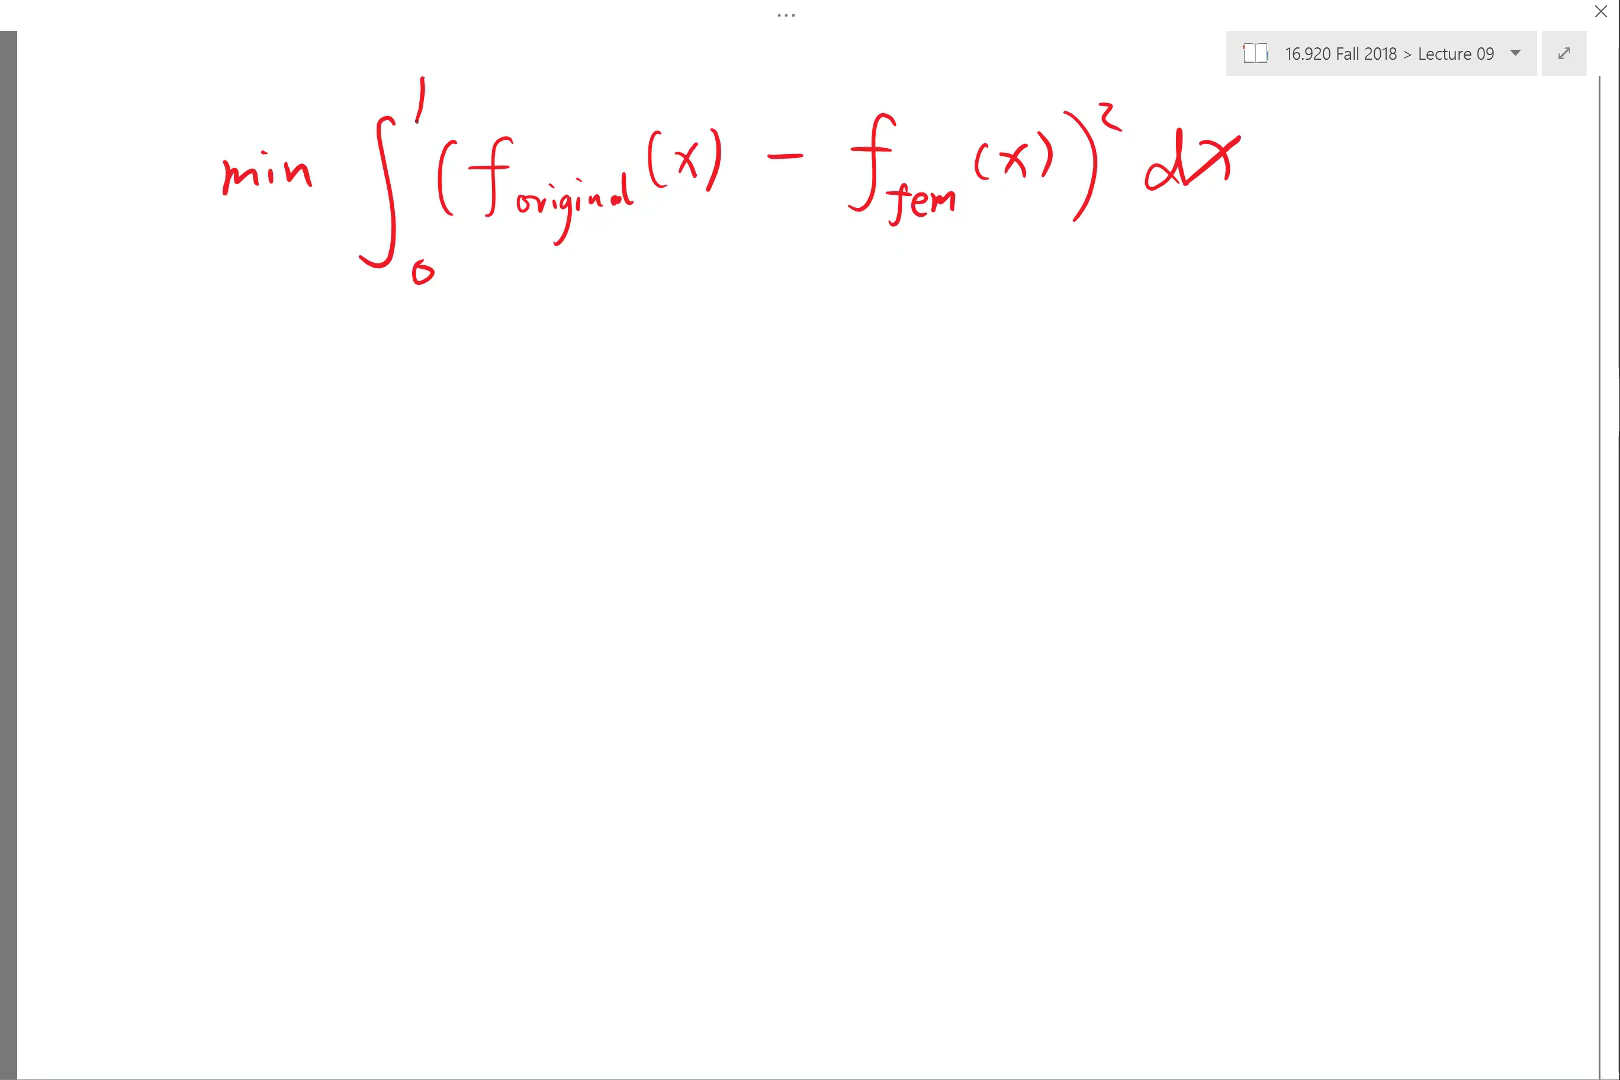 16.920 Fall 2018 > Lecture 09
min ∫₀¹ (f_original (x) − f_fem (x))² dx